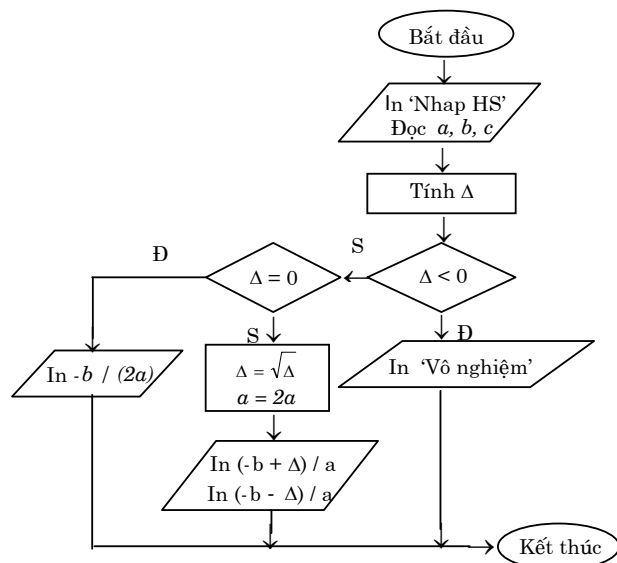 Bắt đầu
In ‘Nhap HS’
Đọc a, b, c
Tính Δ
Đ
S
Δ = 0
Δ < 0
S
Đ
In -b / (2a)
Δ = √Δ
a = 2a
In ‘Vô nghiệm’
In (-b + Δ) / a
In (-b - Δ) / a
Kết thúc